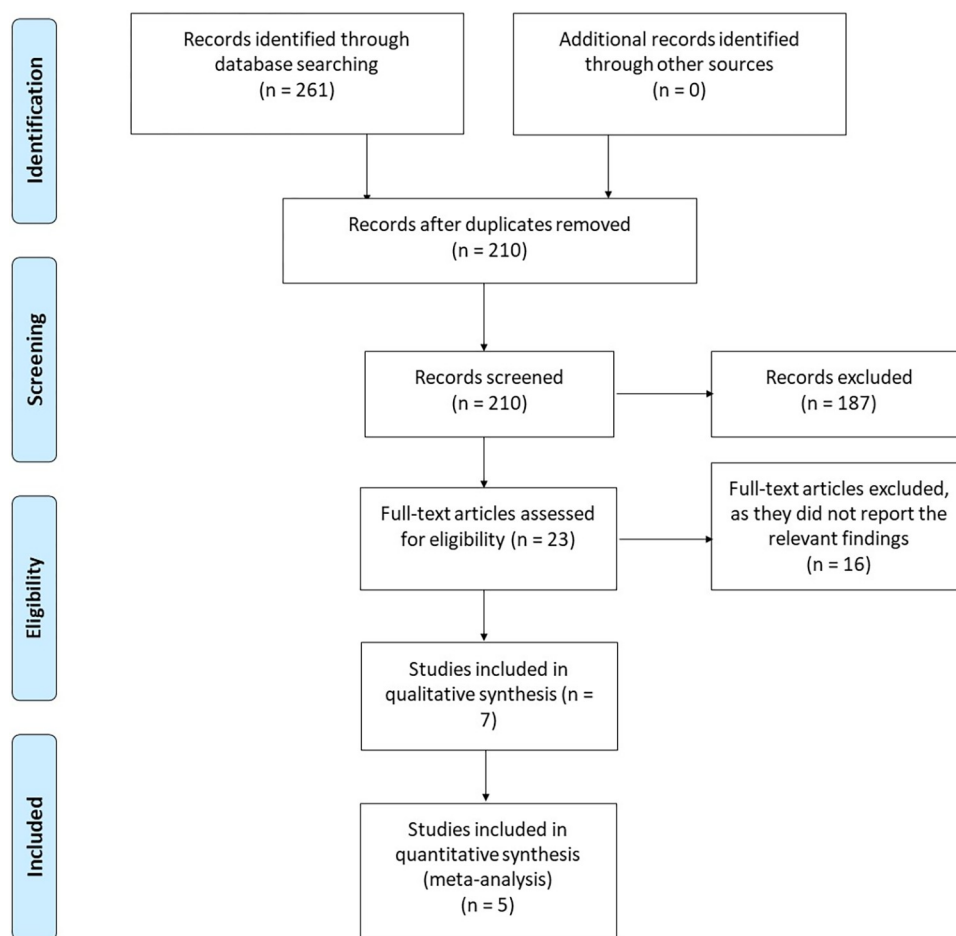 Identification
Records identified through
database searching
(n = 261)
Additional records identified
through other sources
(n = 0)
Records after duplicates removed
(n = 210)
Screening
Records screened
(n = 210)
Records excluded
(n = 187)
Eligibility
Full-text articles assessed
for eligibility (n = 23)
Full-text articles excluded,
as they did not report the
relevant findings
(n = 16)
Studies included in
qualitative synthesis (n =
7)
Included
Studies included in
quantitative synthesis
(meta-analysis)
(n = 5)